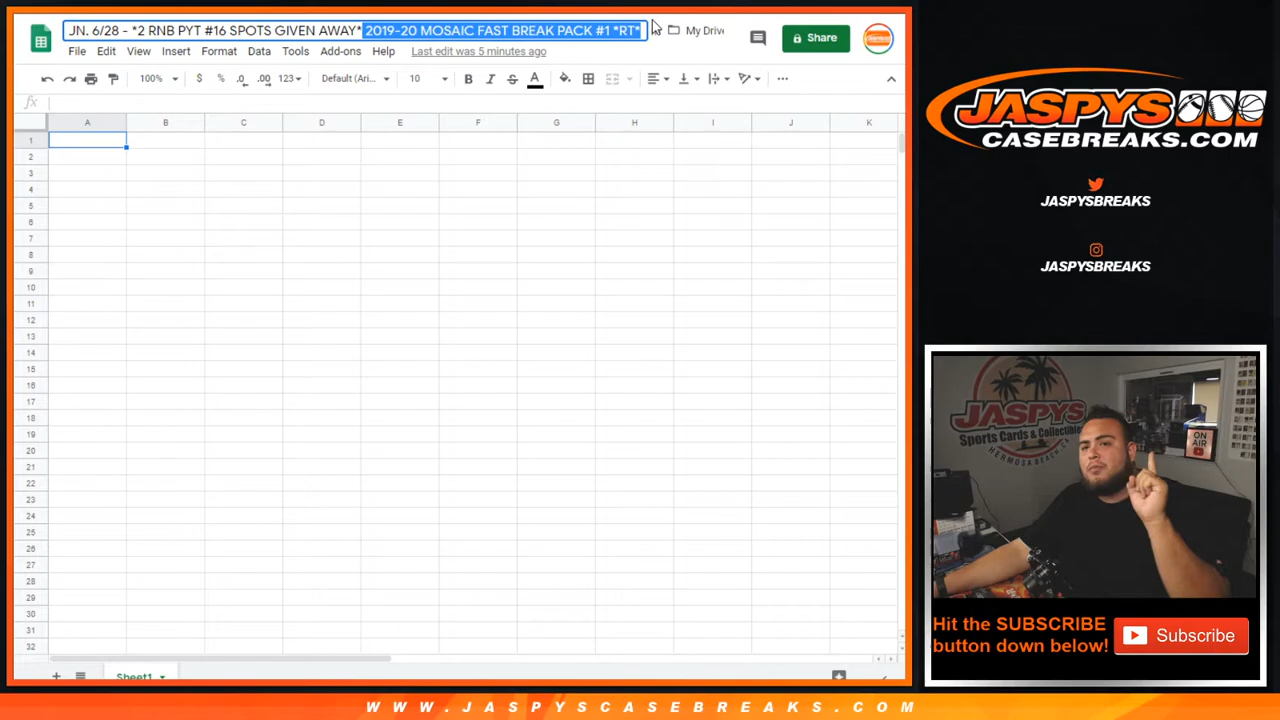 JN. 6/28 - *2 RNB PYT #16 SPOTS GIVEN AWAY* 2019-20 MOSAIC FAST BREAK PACK #1 *RT*
My Drive
Share
File Edit View Insert Format Data Tools Add-ons Help Last edit was 5 minutes ago
100% $ % .0 .00 123 Default (Ari... 10 B I S A
fx
A B C D E F G H I J K
1
2
3
4
5
6
7
8
9
10
11
12
13
14
15
16
17
18
19
20
21
22
23
24
25
26
27
28
29
30
31
32
Sheet1
JASPYS
CASEBREAKS.COM
JASPYSBREAKS
JASPYSBREAKS
JASPYS
Sports Cards & Collectibles
HERMOSA BEACH, CA
ON
AIR
Hit the SUBSCRIBE
button down below!
Subscribe
WWW.JASPYSCASEBREAKS.COM